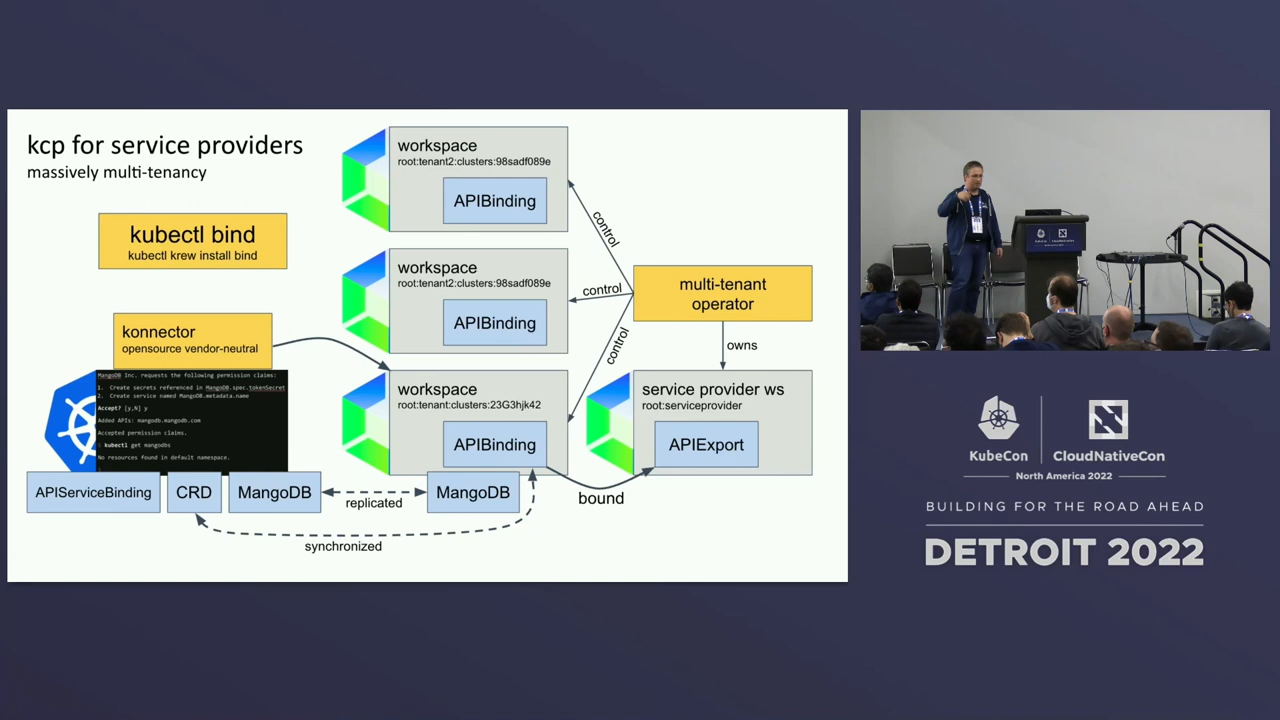 kcp for service providers
massively multi-tenancy
kubectl bind
kubectl krew install bind
konnector
opensource vendor-neutral
MangoDB Inc. requests the following permission claims:
1. Create secrets referenced in MangoDB.spec.tokenSecret
2. Create service named MangoDB.metadata.name
Accept? [y,N] y
Added APIs: mangodb.mangodb.com
Accepted permission claims.
kubectl get mangodbs
No resources found in default namespace.
APIServiceBinding
CRD
MangoDB
replicated
MangoDB
synchronized
workspace
root:tenant2:clusters:98sadf089e
APIBinding
workspace
root:tenant2:clusters:98sadf089e
APIBinding
workspace
root:tenant:clusters:23G3hjk42
APIBinding
control
control
control
multi-tenant
operator
owns
service provider ws
root:serviceprovider
APIExport
bound
KubeCon
CloudNativeCon
North America 2022
BUILDING FOR THE ROAD AHEAD
DETROIT 2022